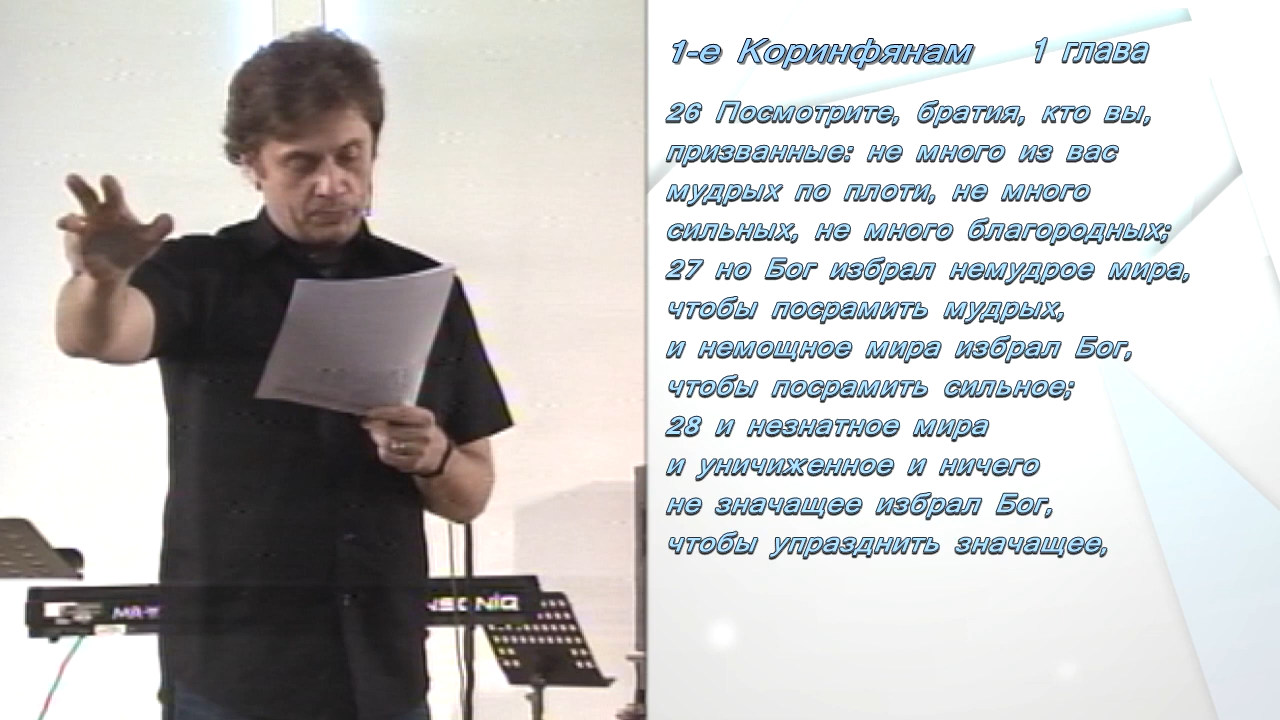 1-е Коринфянам 1 глава
26 Посмотрите, братия, кто вы,
призванные: не много из вас
мудрых по плоти, не много
сильных, не много благородных;
27 но Бог избрал немудрое мира,
чтобы посрамить мудрых,
и немощное мира избрал Бог,
чтобы посрамить сильное;
28 и незнатное мира
и уничиженное и ничего
не значащее избрал Бог,
чтобы упразднить значащее,